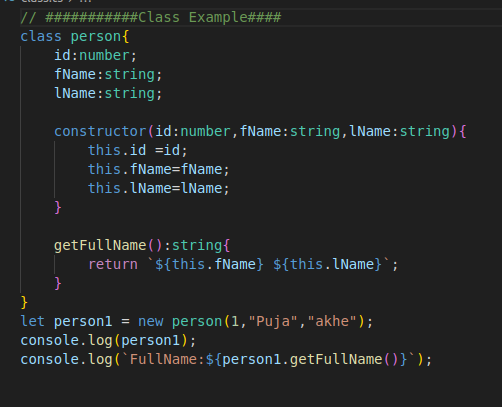 // ###########Class Example####
class person{
    id:number;
    fName:string;
    lName:string;

    constructor(id:number,fName:string,lName:string){
        this.id =id;
        this.fName=fName;
        this.lName=lName;
    }

    getFullName():string{
        return `${this.fName} ${this.lName}`;
    }
}
let person1 = new person(1,"Puja","akhe");
console.log(person1);
console.log(`FullName:${person1.getFullName()}`);